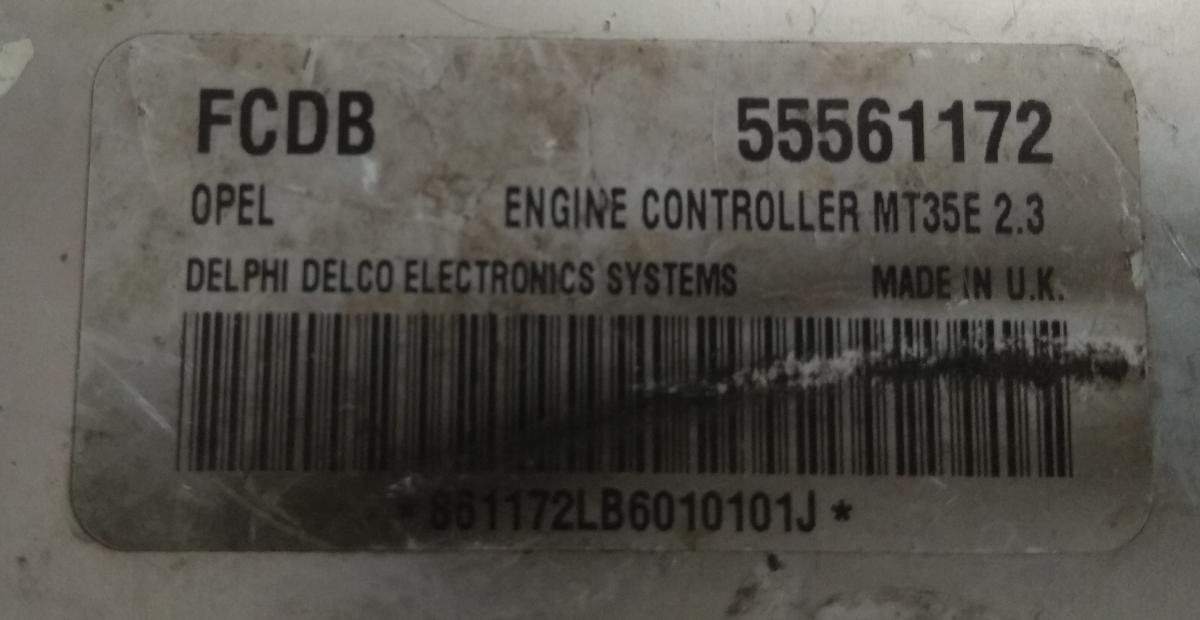 FCDB 55561172
OPEL ENGINE CONTROLLER MT35E 2.3
DELPHI DELCO ELECTRONICS SYSTEMS MADE IN U.K.
*861172LB6010101J*